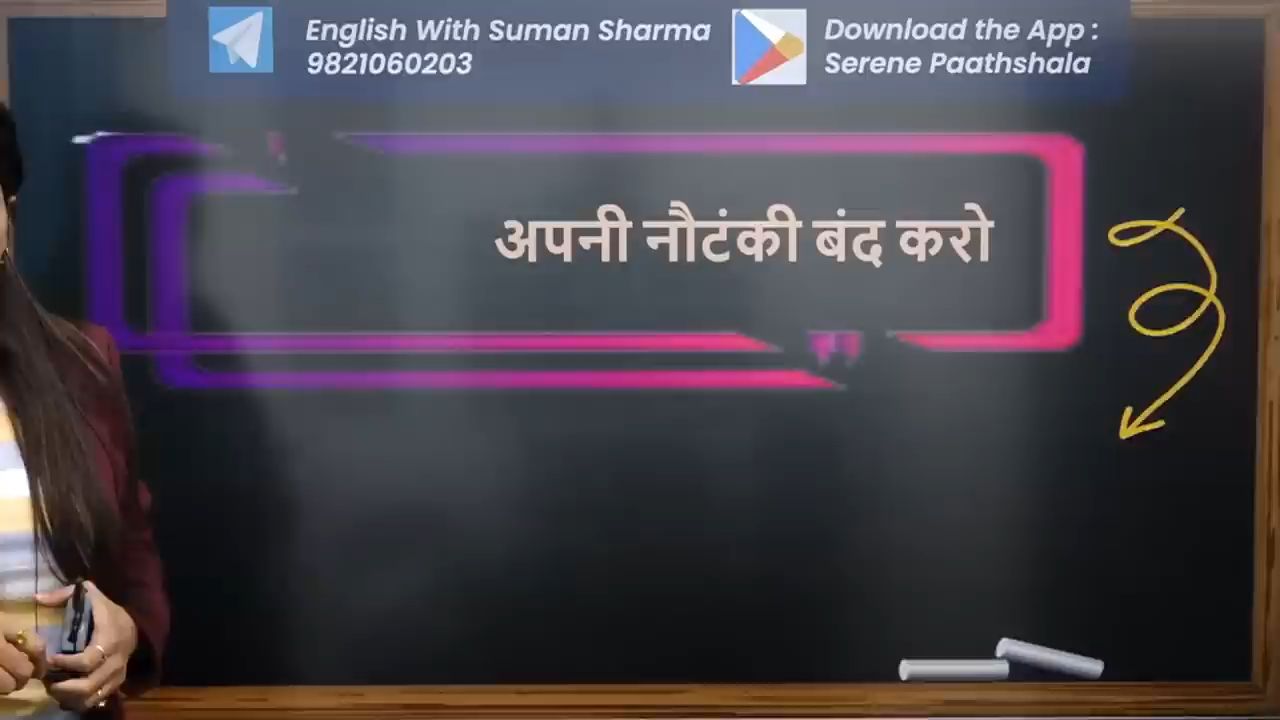 English With Suman Sharma
9821060203
Download the App :
Serene Paathshala
अपनी नौटंकी बंद करो